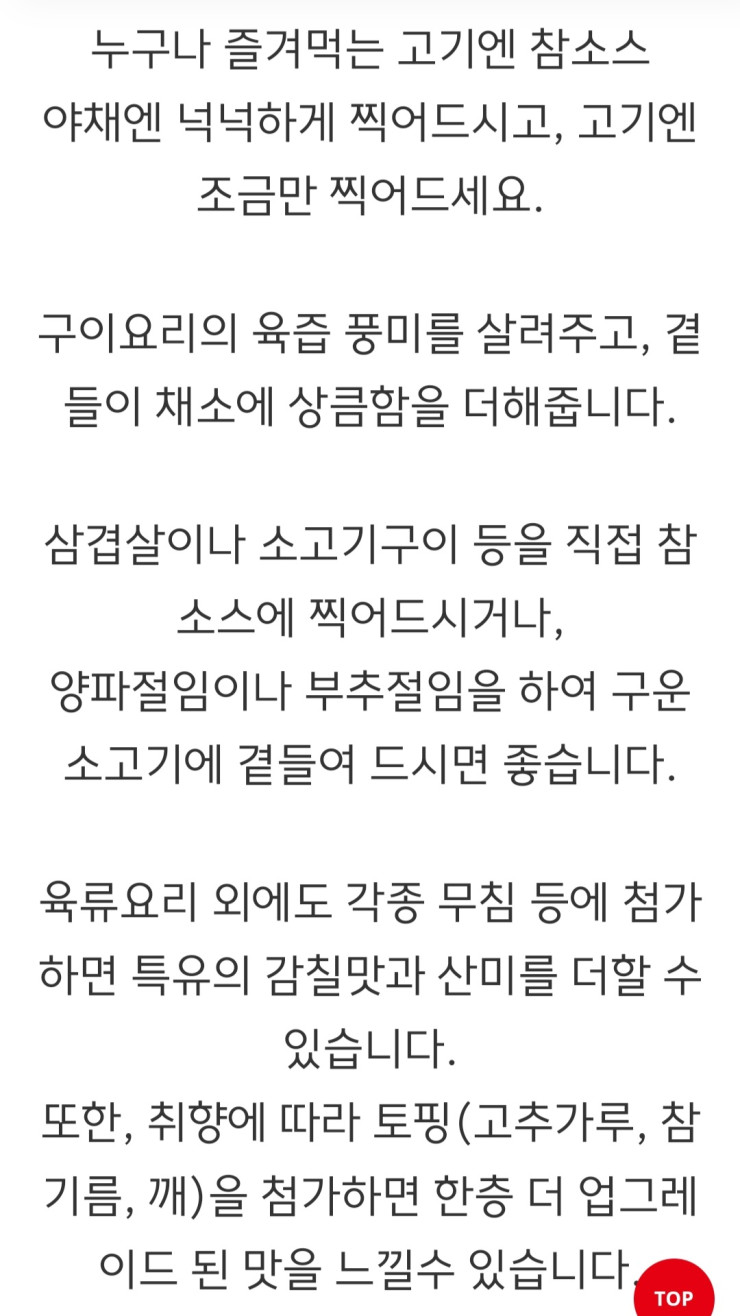 누구나 즐겨먹는 고기엔 참소스
야채엔 넉넉하게 찍어드시고, 고기엔
조금만 찍어드세요.
구이요리의 육즙 풍미를 살려주고, 곁
들이 채소에 상큼함을 더해줍니다.
삼겹살이나 소고기구이 등을 직접 참
소스에 찍어드시거나,
양파절임이나 부추절임을 하여 구운
소고기에 곁들여 드시면 좋습니다.
육류요리 외에도 각종 무침 등에 첨가
하면 특유의 감칠맛과 산미를 더할 수
있습니다.
또한, 취향에 따라 토핑(고추가루, 참
기름, 깨)을 첨가하면 한층 더 업그레
이드 된 맛을 느낄수 있습니다.
TOP